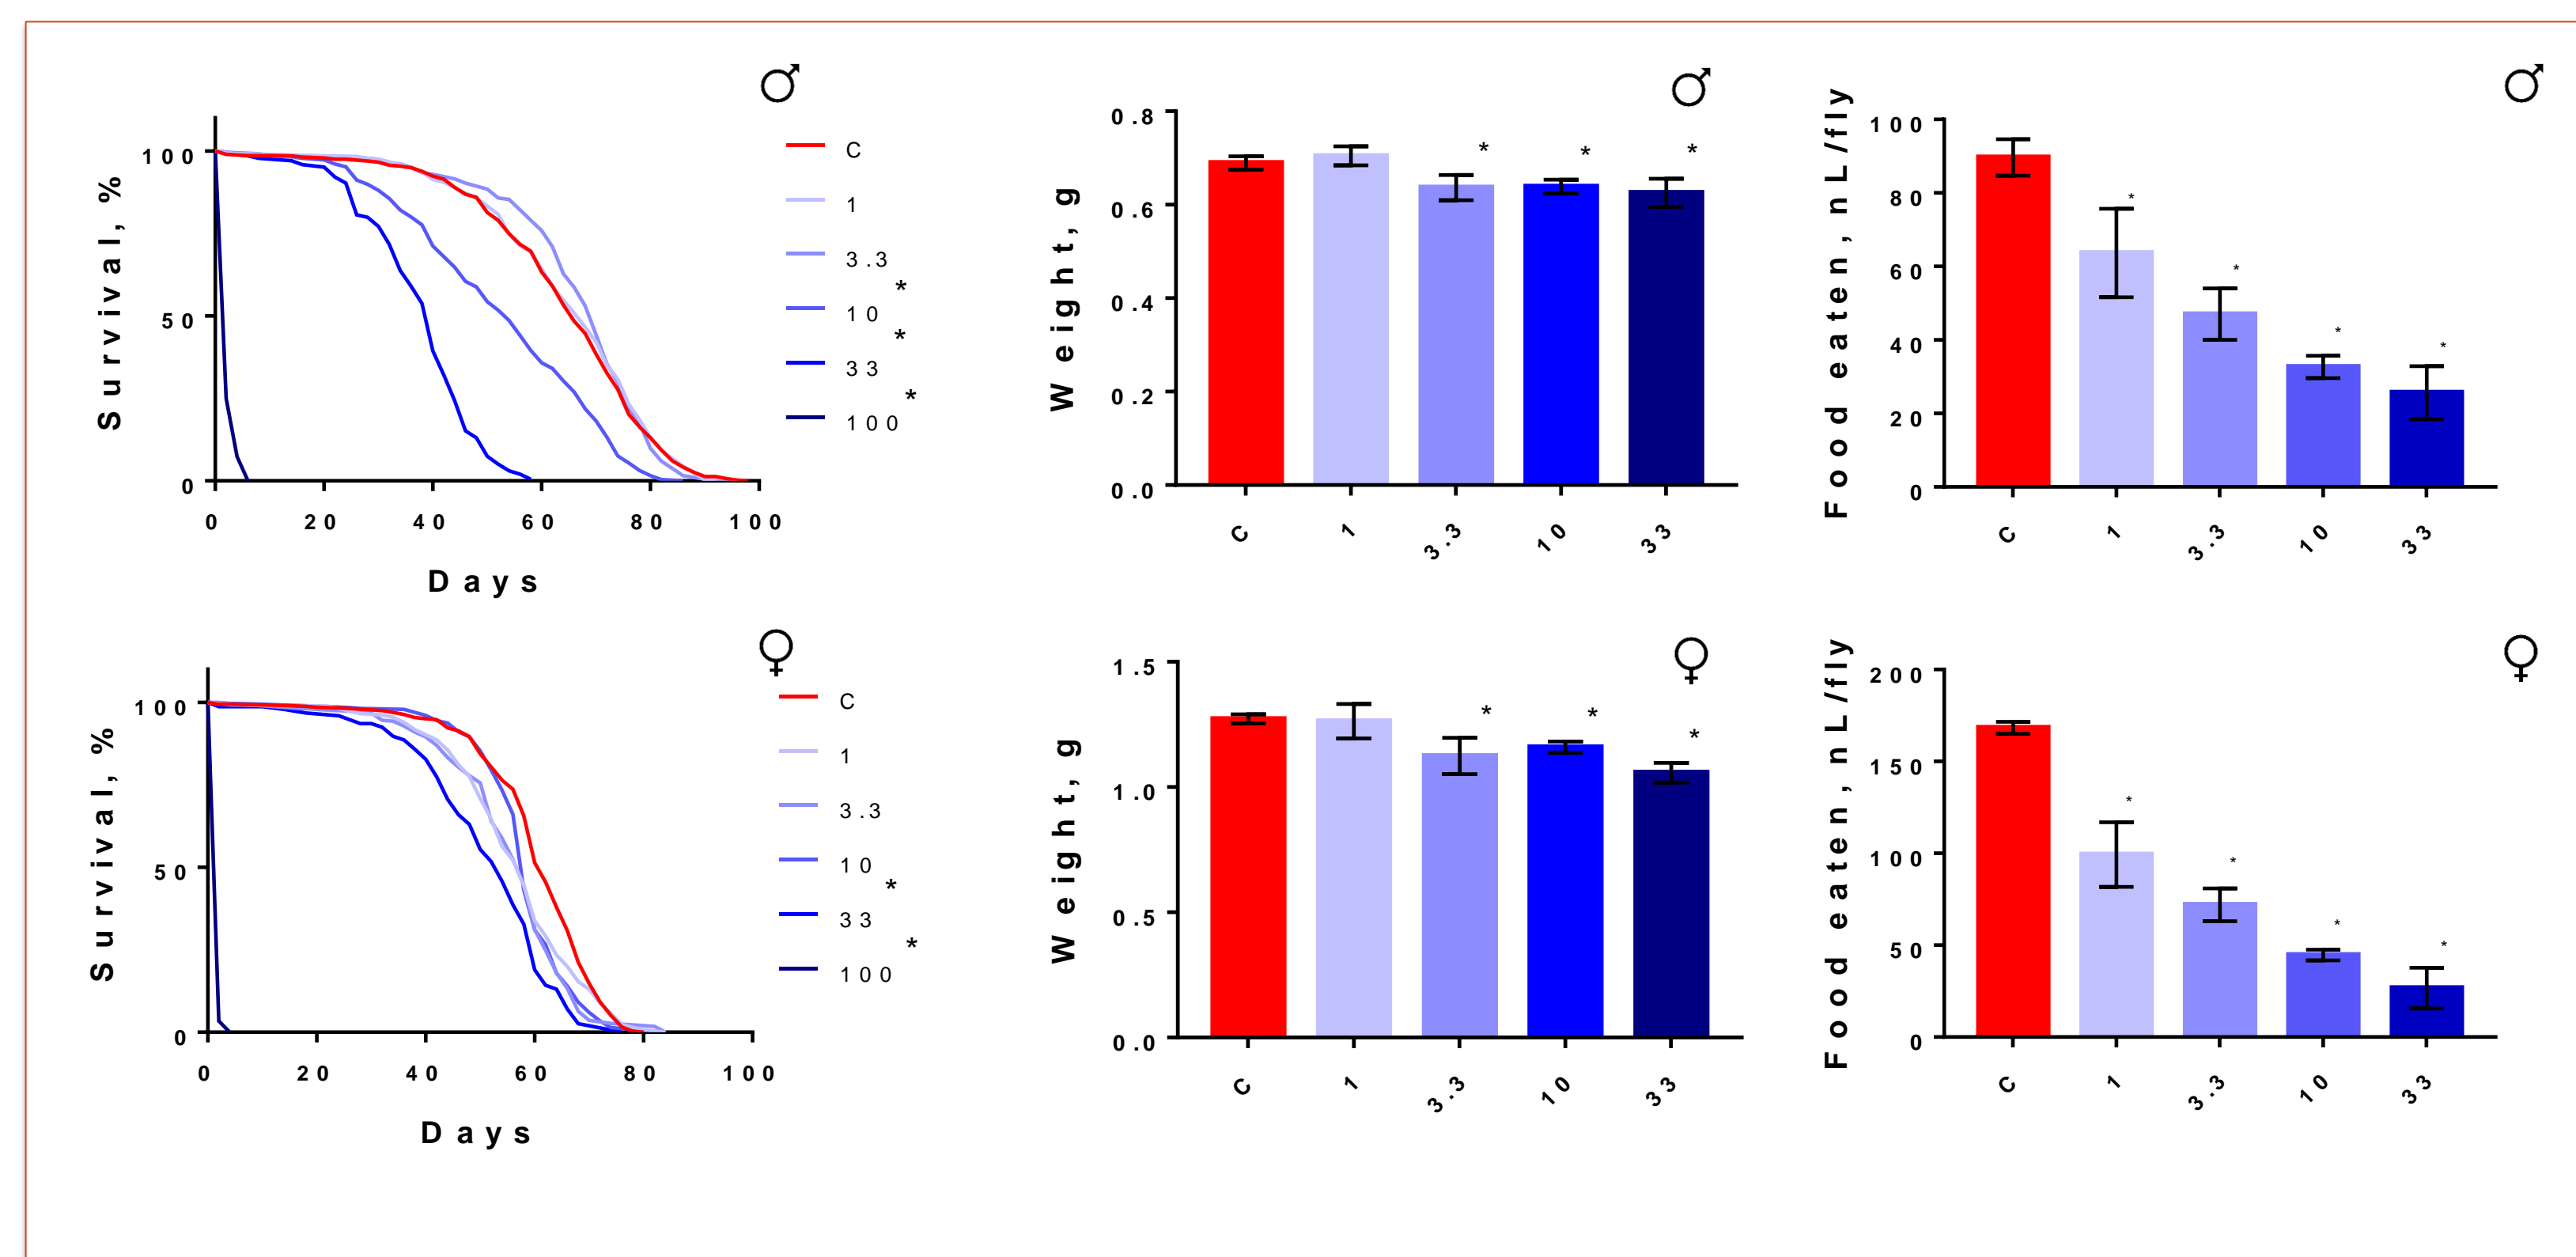 ♂
Survival, %
100
50
0
0 20 40 60 80 100
Days
C
1
3.3
*
10
*
33
*
100
♂
Weight, g
0.8
0.6
0.4
0.2
0.0
* * *
C 1 3.3 10 33
♂
Food eaten, nL/fly
100
80
60
40
20
0
* * * *
C 1 3.3 10 33
♀
Survival, %
100
50
0
0 20 40 60 80 100
Days
C
1
3.3
10
*
33
*
100
♀
Weight, g
1.5
1.0
0.5
0.0
* * *
C 1 3.3 10 33
♀
Food eaten, nL/fly
200
150
100
50
0
* * * *
C 1 3.3 10 33